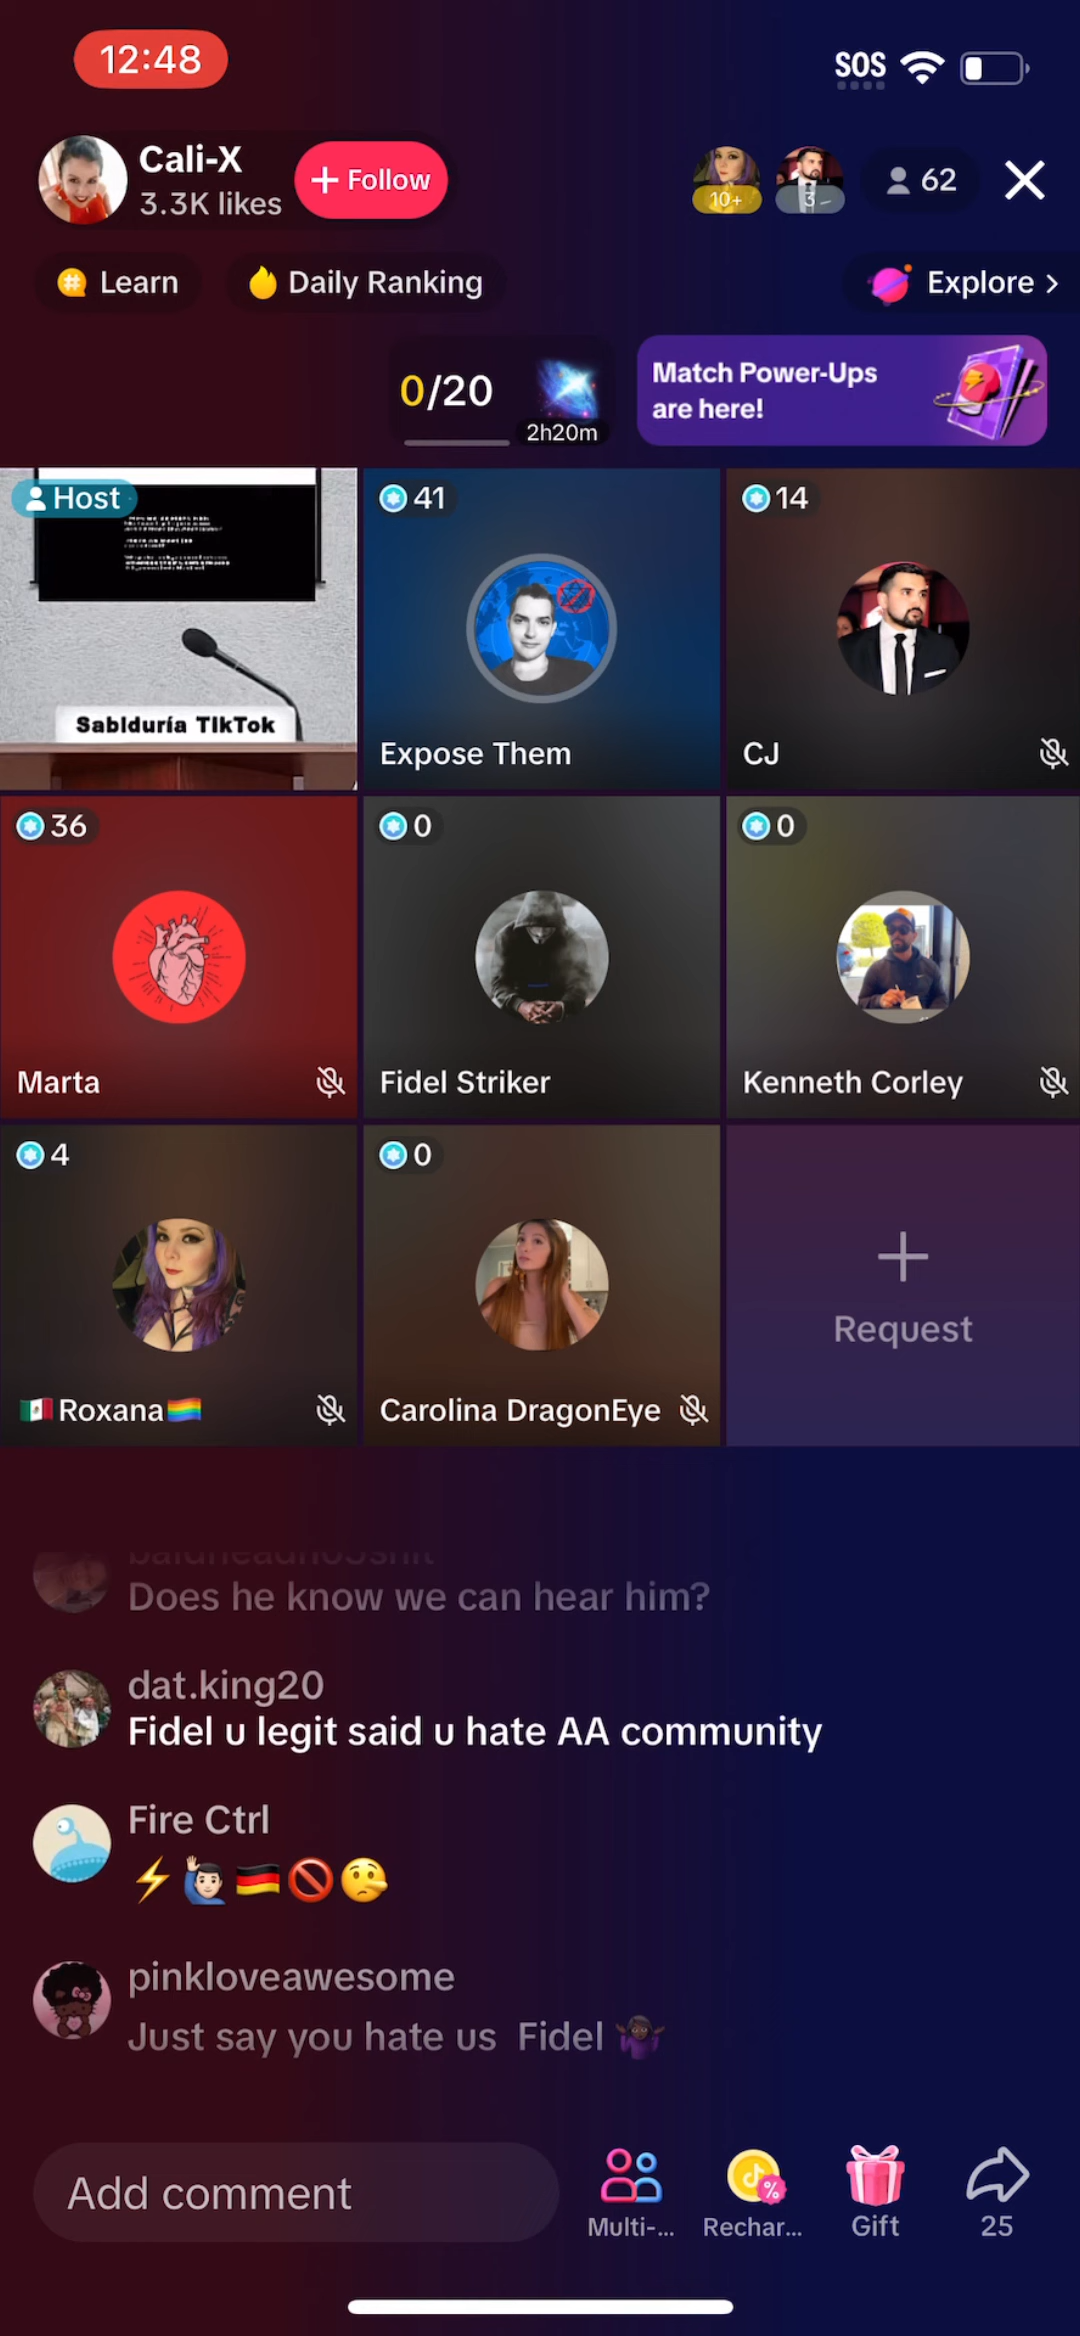 12:48
SOS
Cali-X
3.3K likes
+ Follow
10+
3
62
Learn
Daily Ranking
Explore >
0/20
2h20m
Match Power-Ups
are here!
Host
Sabiduría TikTok
41
Expose Them
14
CJ
36
Marta
0
Fidel Striker
0
Kenneth Corley
4
🇲🇽Roxana🏳️‍🌈
0
Carolina DragonEye
Request
Does he know we can hear him?
dat.king20
Fidel u legit said u hate AA community
Fire Ctrl
⚡🙋🏻‍♂️🇩🇪🚫🤥
pinkloveawesome
Just say you hate us Fidel 🤷🏿‍♀️
Add comment
Multi-...
Rechar...
Gift
25